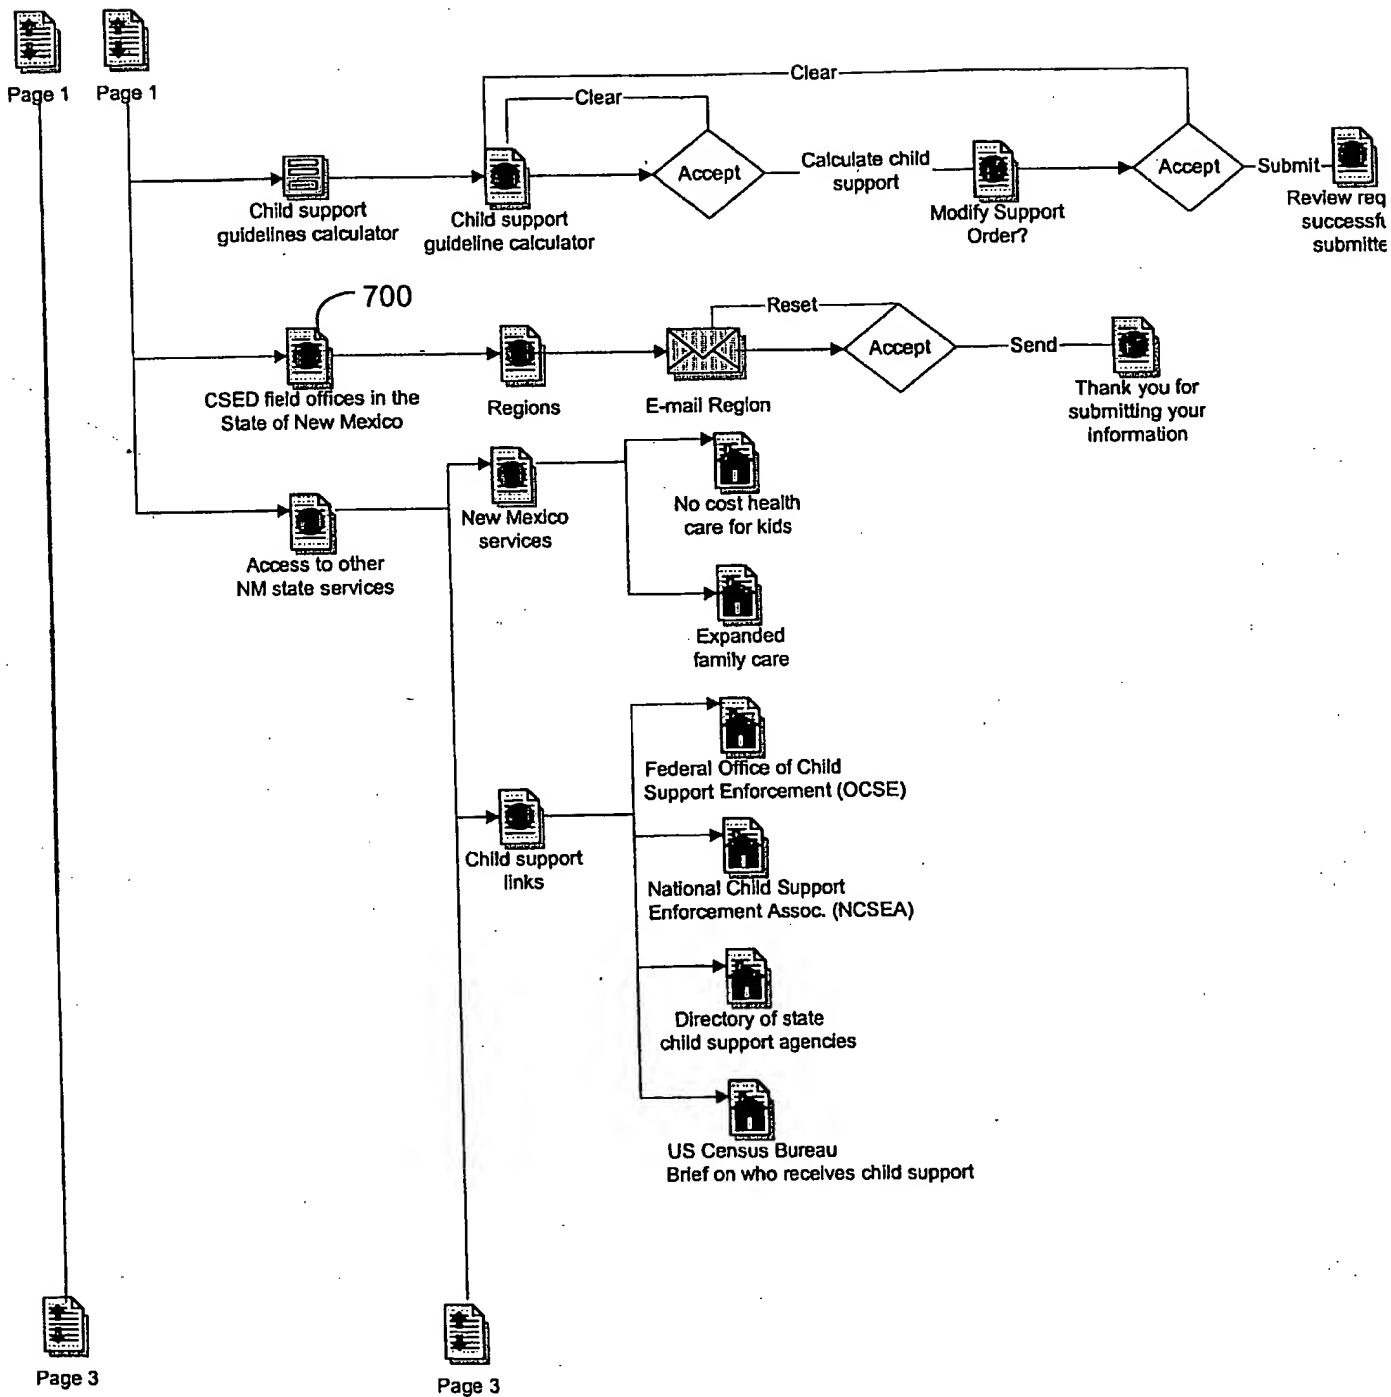 Page 1
Page 1
Clear
Clear
Accept
Calculate child
support
Accept
Submit
Child support
guidelines calculator
Child support
guideline calculator
Modify Support
Order?
Review req
successfu
submitte
700
Reset
Accept
Send
CSED field offices in the
State of New Mexico
Regions
E-mail Region
Thank you for
submitting your
information
New Mexico
services
No cost health
care for kids
Access to other
NM state services
Expanded
family care
Federal Office of Child
Support Enforcement (OCSE)
Child support
links
National Child Support
Enforcement Assoc. (NCSEA)
Directory of state
child support agencies
US Census Bureau
Brief on who receives child support
Page 3
Page 3